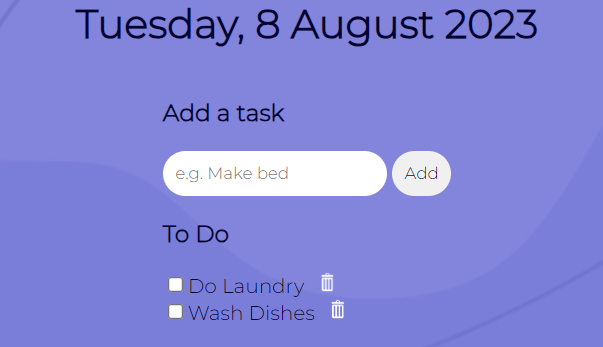 Tuesday, 8 August 2023
Add a task
e.g. Make bed Add
To Do
Do Laundry
Wash Dishes